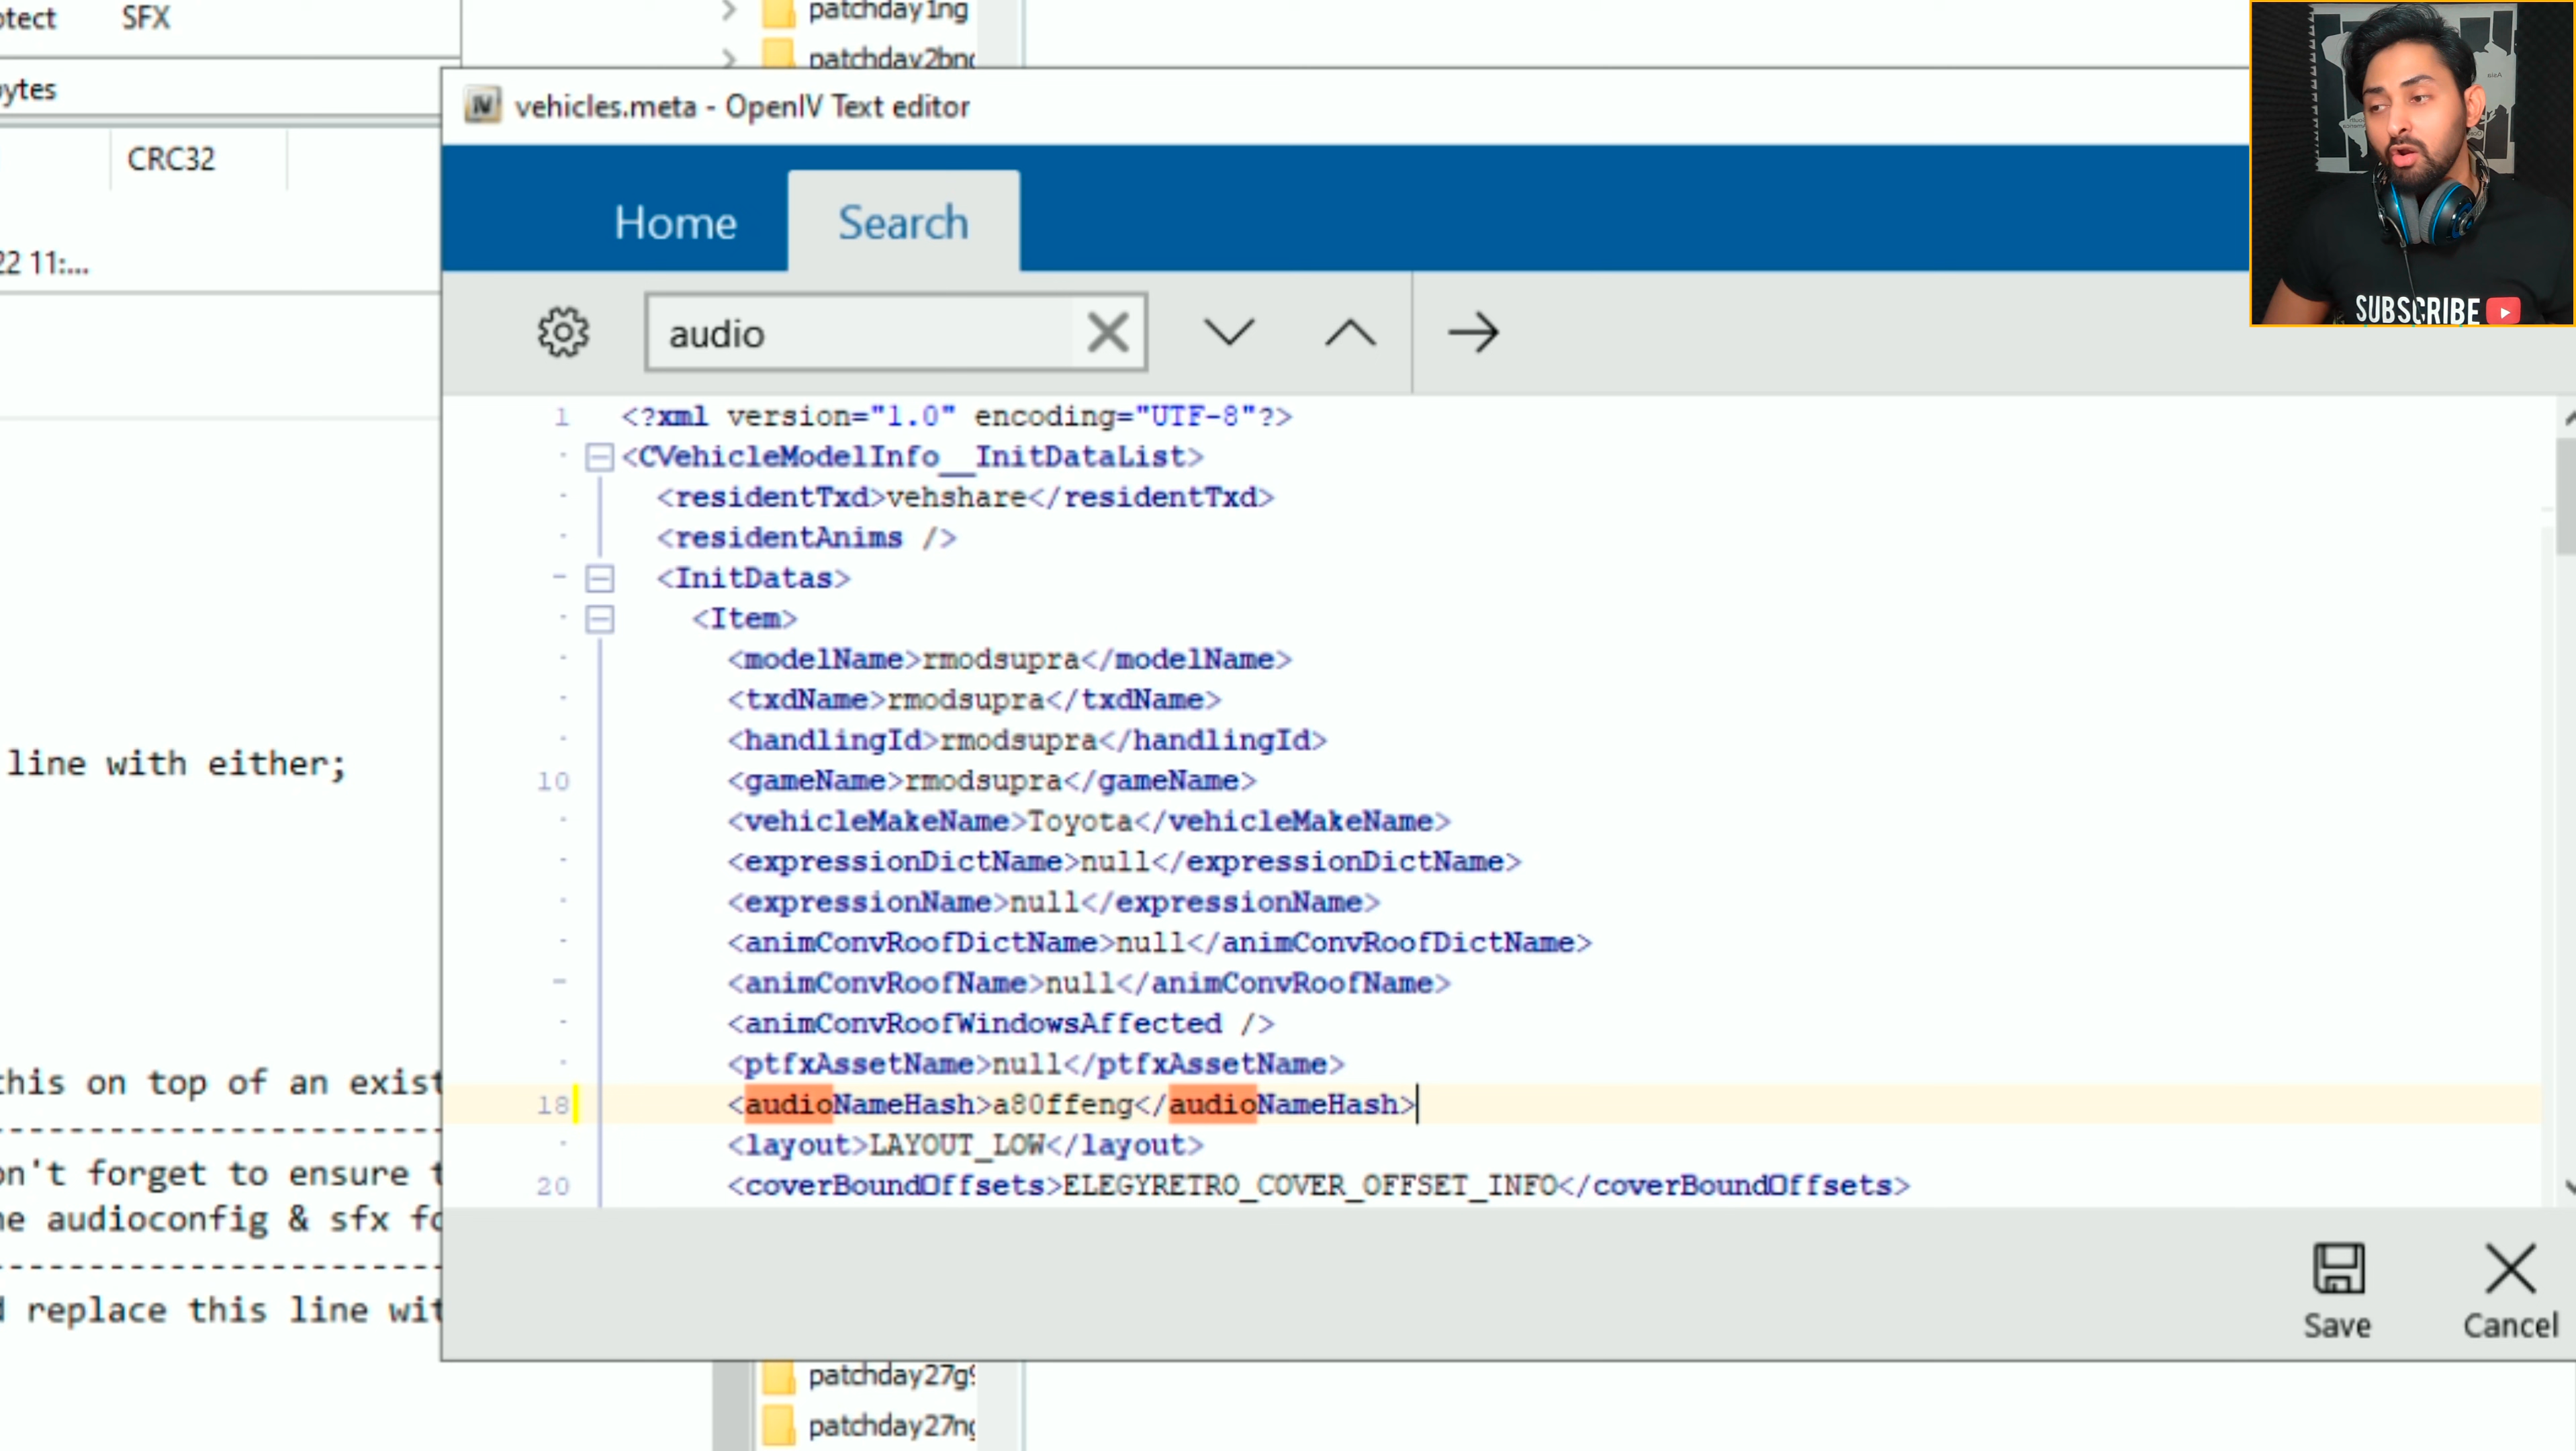 otect SFX
patchday1ng
patchday2bng
ytes
vehicles.meta - OpenIV Text editor
CRC32
Home Search
22 11:...
audio
SUBSCRIBE
1 <?xml version="1.0" encoding="UTF-8"?>
<CVehicleModelInfo__InitDataList>
<residentTxd>vehshare</residentTxd>
<residentAnims />
<InitDatas>
<Item>
<modelName>rmodsupra</modelName>
<txdName>rmodsupra</txdName>
<handlingId>rmodsupra</handlingId>
line with either;
10 <gameName>rmodsupra</gameName>
<vehicleMakeName>Toyota</vehicleMakeName>
<expressionDictName>null</expressionDictName>
<expressionName>null</expressionName>
<animConvRoofDictName>null</animConvRoofDictName>
<animConvRoofName>null</animConvRoofName>
<animConvRoofWindowsAffected />
<ptfxAssetName>null</ptfxAssetName>
this on top of an exist
18 <audioNameHash>a80ffeng</audioNameHash>
<layout>LAYOUT_LOW</layout>
on't forget to ensure t
20 <coverBoundOffsets>ELEGYRETRO_COVER_OFFSET_INFO</coverBoundOffsets>
he audioconfig & sfx fo
d replace this line wit
Save Cancel
patchday27g9
patchday27ng